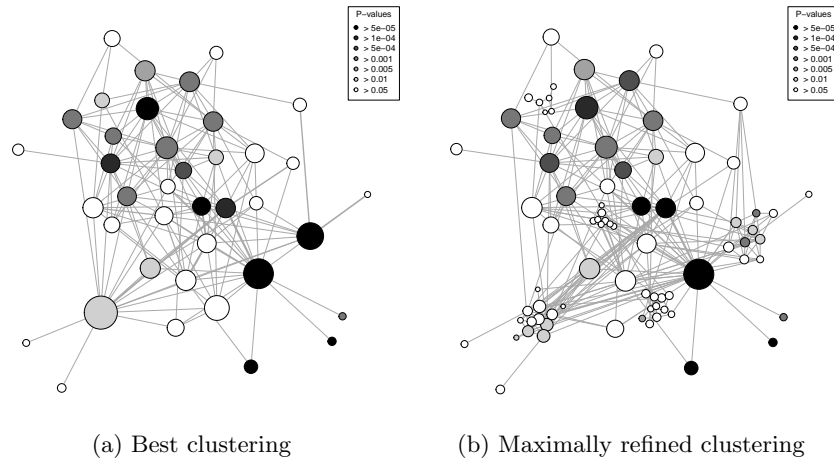 P−values
> 5e−05
> 1e−04
> 5e−04
> 0.001
> 0.005
> 0.01
> 0.05
P−values
> 5e−05
> 1e−04
> 5e−04
> 0.001
> 0.005
> 0.01
> 0.05
(a) Best clustering
(b) Maximally refined clustering